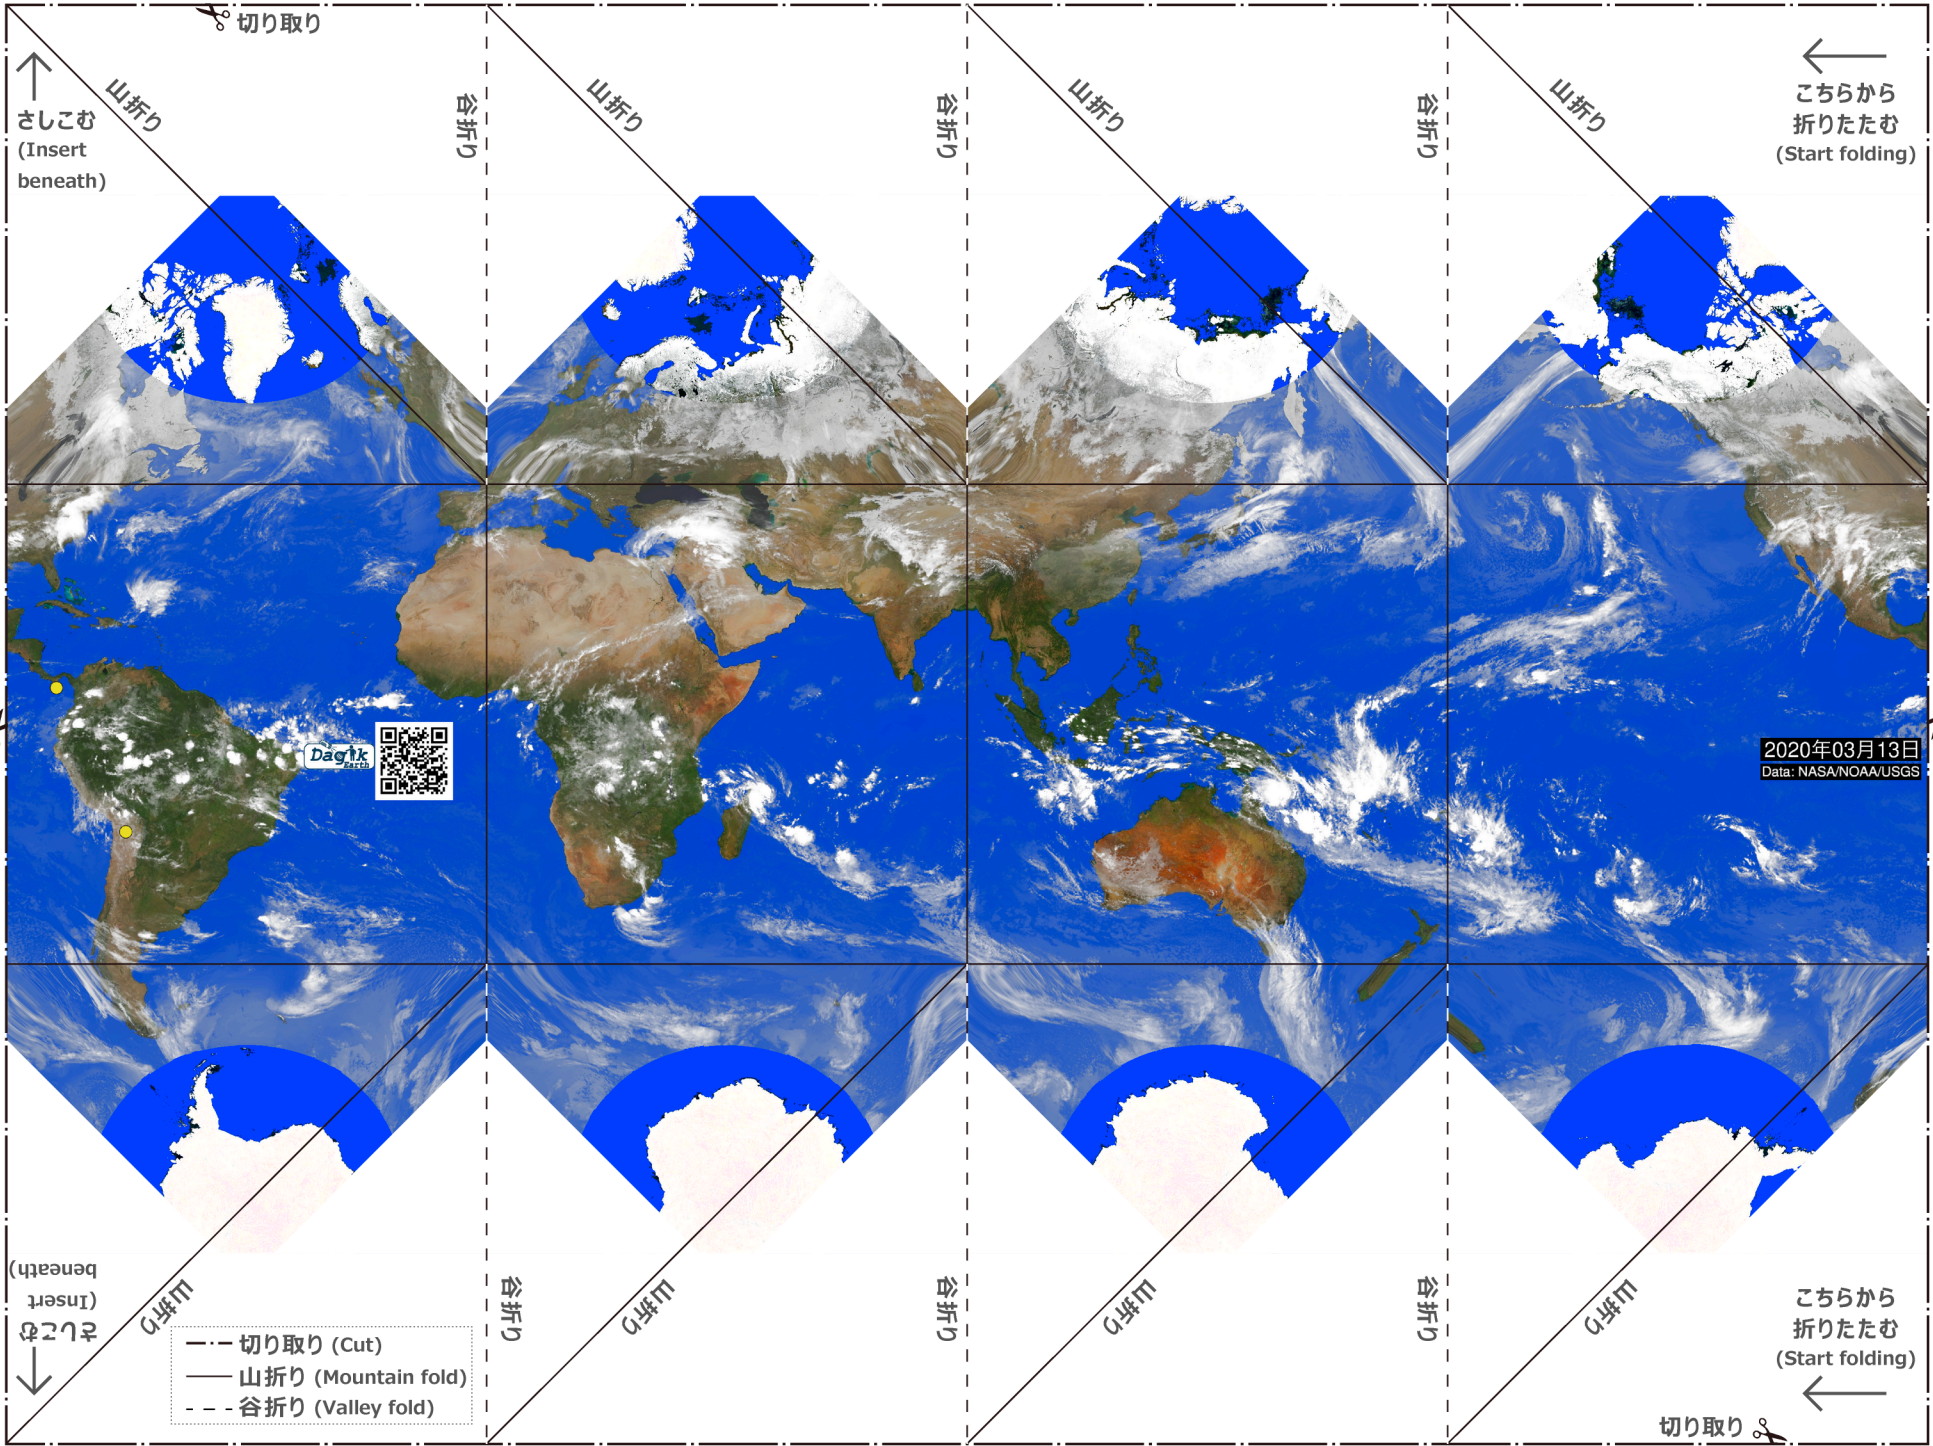 切り取り
山折り
谷折り
山折り
谷折り
山折り
谷折り
山折り
さしこむ
(Insert
beneath)
こちらから
折りたたむ
(Start folding)
Dagik
Earth
2020年03月13日
Data: NASA/NOAA/USGS
さしこむ
(Insert
beneath)
山折り
谷折り
山折り
谷折り
山折り
谷折り
山折り
こちらから
折りたたむ
(Start folding)
切り取り (Cut)
山折り (Mountain fold)
谷折り (Valley fold)
切り取り